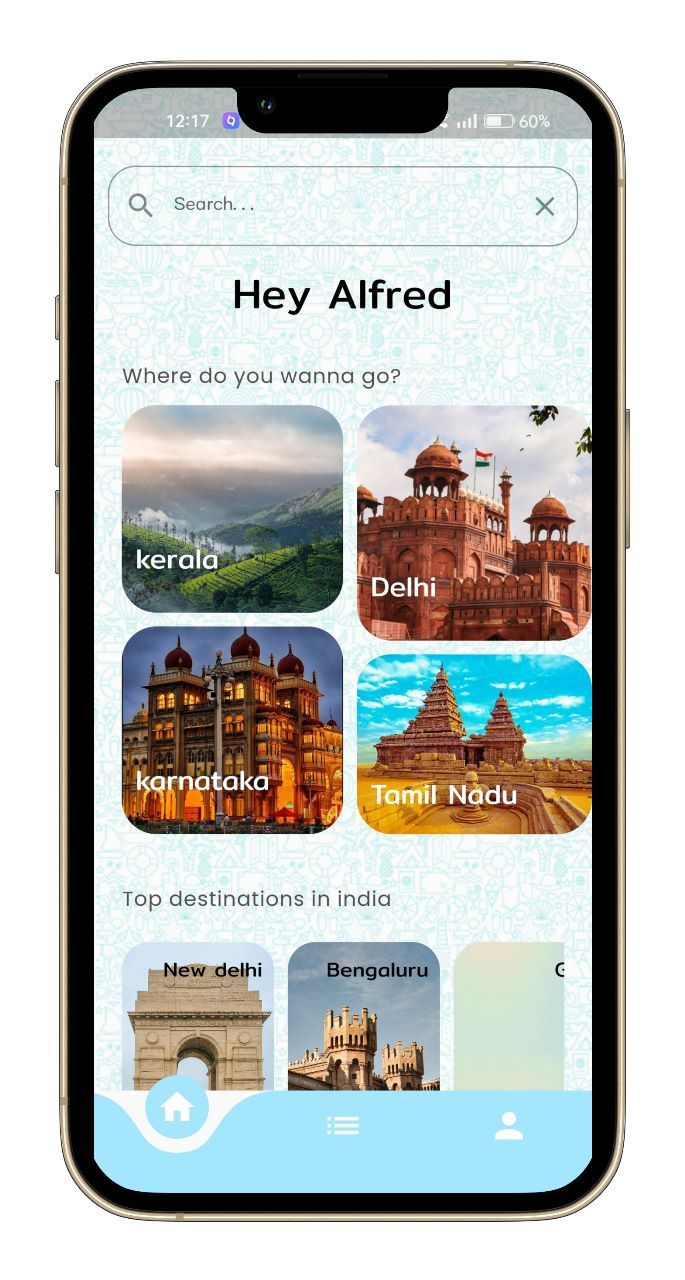 12:17 60%
Search...
Hey Alfred
Where do you wanna go?
kerala
Delhi
karnataka
Tamil Nadu
Top destinations in india
New delhi
Bengaluru